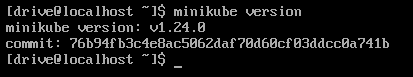 [drive@localhost ~]$ minikube version
minikube version: v1.24.0
commit: 76b94fb3c4e8ac5062daf70d60cf03ddcc0a741b
[drive@localhost ~]$ _